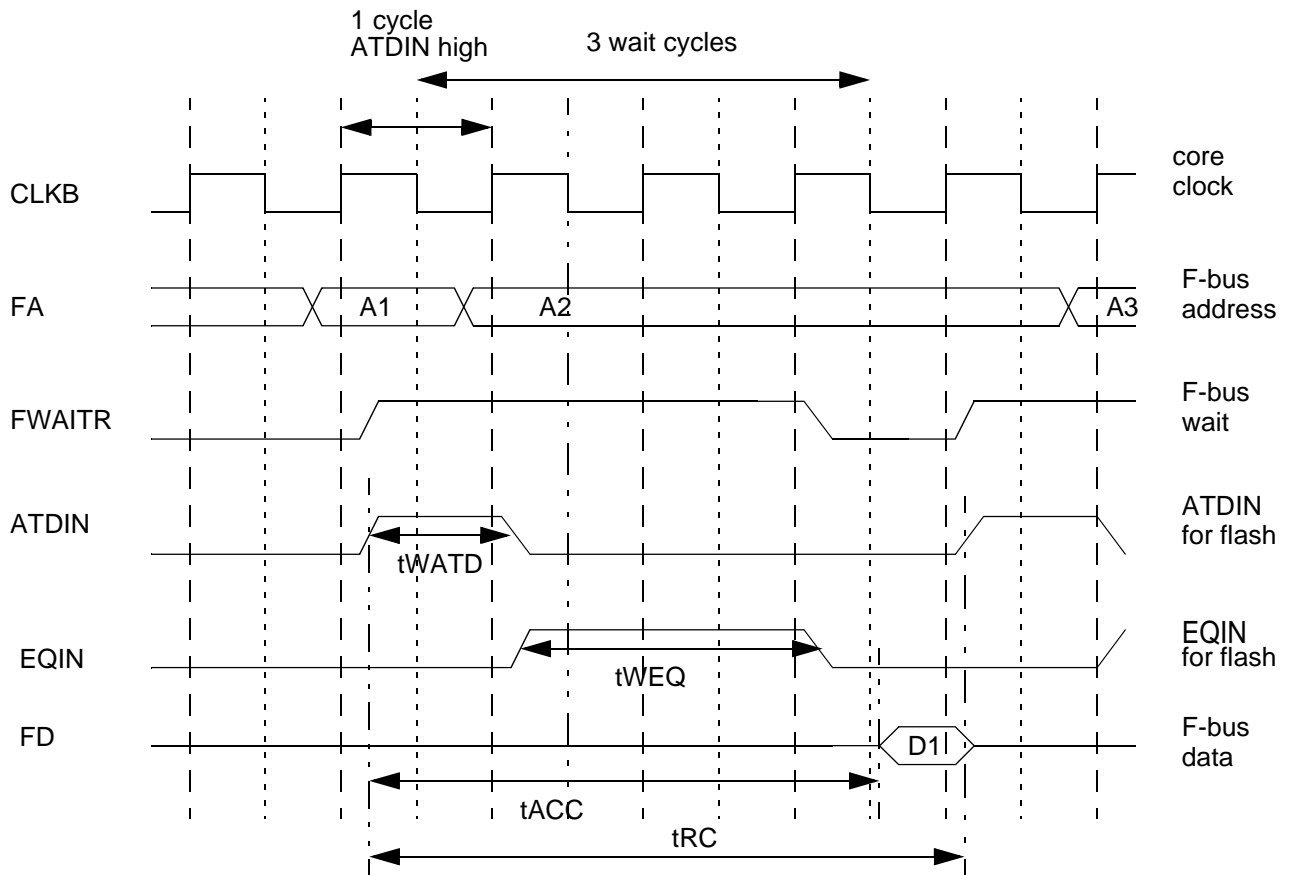 1 cycle
ATDIN high
3 wait cycles
CLKB
core
clock
FA
A1
A2
A3
F-bus
address
FWAITR
F-bus
wait
ATDIN
tWATD
ATDIN
for flash
EQIN
tWEQ
EQIN
for flash
FD
D1
F-bus
data
tACC
tRC